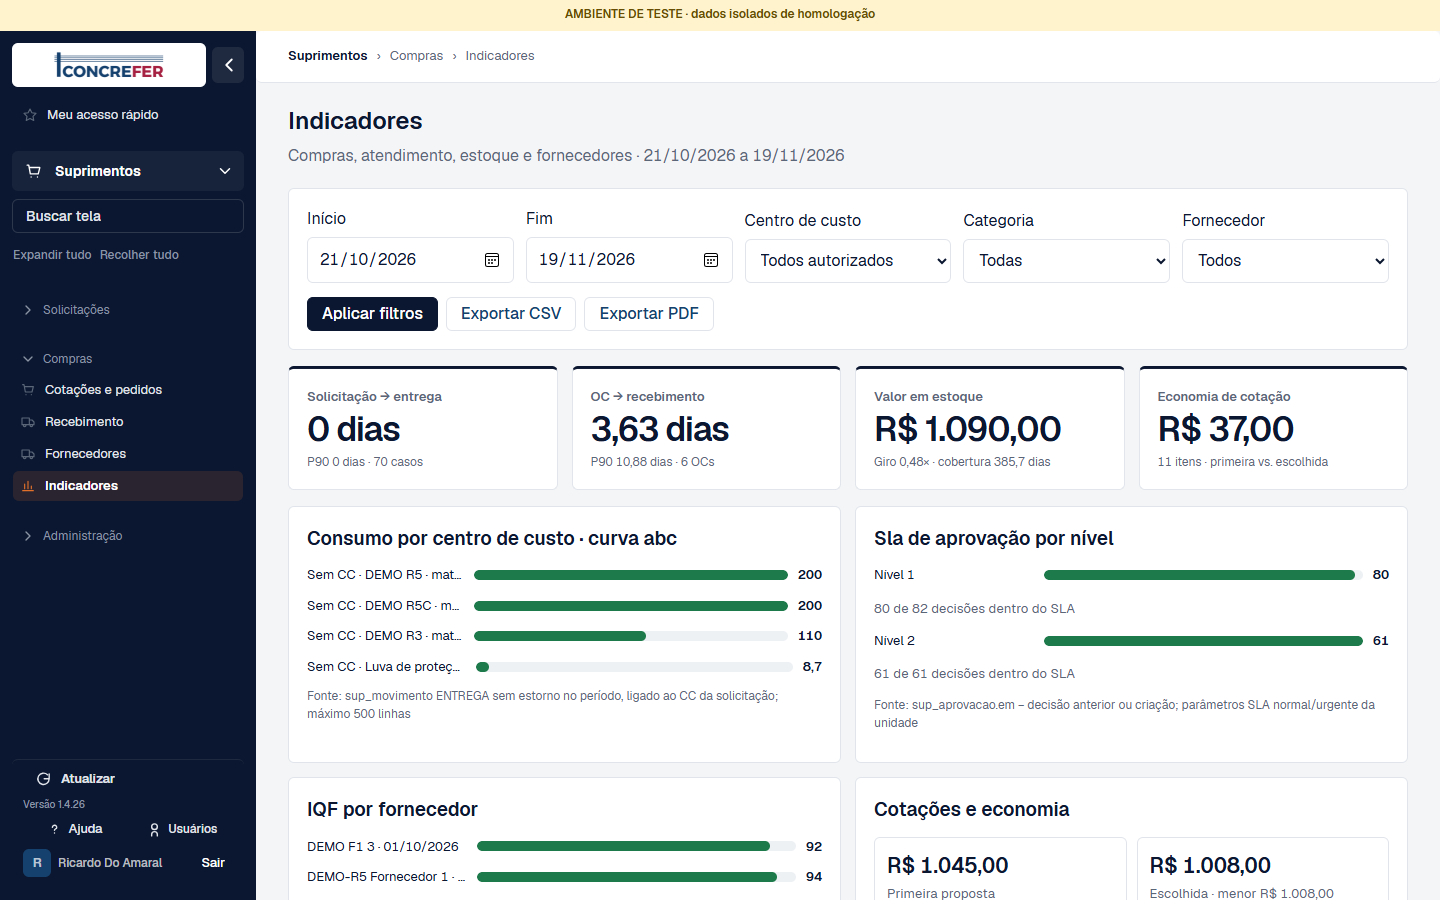 AMBIENTE DE TESTE · dados isolados de homologação
CONCREFER
Meu acesso rápido
Suprimentos
Buscar tela
Expandir tudo Recolher tudo
Solicitações
Compras
Cotações e pedidos
Recebimento
Fornecedores
Indicadores
Administração
Atualizar
Versão 1.4.26
? Ajuda Usuários
R Ricardo Do Amaral Sair
Suprimentos › Compras › Indicadores
Indicadores
Compras, atendimento, estoque e fornecedores · 21/10/2026 a 19/11/2026
Início Fim Centro de custo Categoria Fornecedor
21/10/2026 19/11/2026 Todos autorizados Todas Todos
Aplicar filtros Exportar CSV Exportar PDF
Solicitação → entrega
0 dias
P90 0 dias · 70 casos
OC → recebimento
3,63 dias
P90 10,88 dias · 6 OCs
Valor em estoque
R$ 1.090,00
Giro 0,48× · cobertura 385,7 dias
Economia de cotação
R$ 37,00
11 itens · primeira vs. escolhida
Consumo por centro de custo · curva abc
Sem CC · DEMO R5 · mat... 200
Sem CC · DEMO R5C · m... 200
Sem CC · DEMO R3 · mat... 110
Sem CC · Luva de proteç... 8,7
Fonte: sup_movimento ENTREGA sem estorno no período, ligado ao CC da solicitação;
máximo 500 linhas
Sla de aprovação por nível
Nível 1 80
80 de 82 decisões dentro do SLA
Nível 2 61
61 de 61 decisões dentro do SLA
Fonte: sup_aprovacao.em – decisão anterior ou criação; parâmetros SLA normal/urgente da
unidade
IQF por fornecedor
DEMO F1 3 · 01/10/2026 92
DEMO-R5 Fornecedor 1 · ... 94
Cotações e economia
R$ 1.045,00
Primeira proposta
R$ 1.008,00
Escolhida · menor R$ 1.008,00